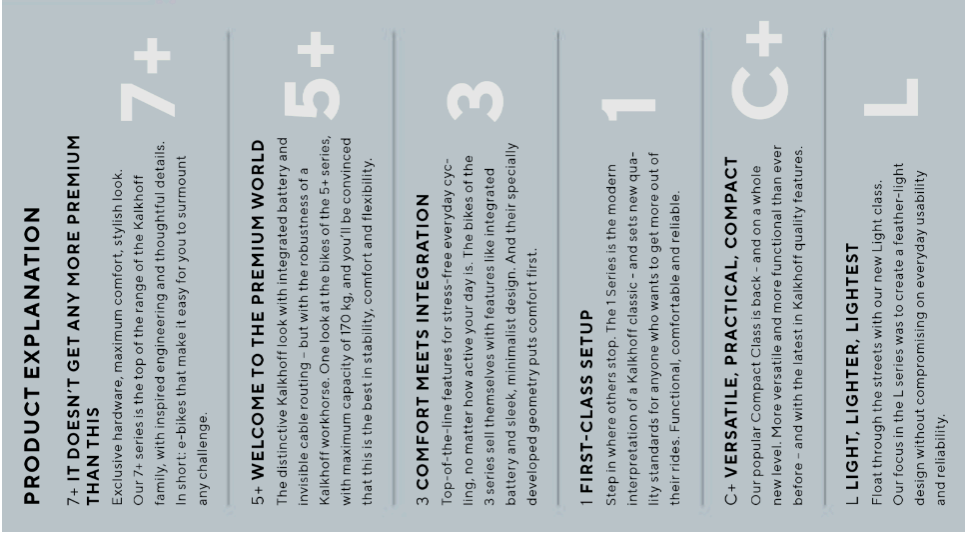 PRODUCT EXPLANATION
7+ IT DOESN'T GET ANY MORE PREMIUM
THAN THIS
Exclusive hardware, maximum comfort, stylish look.
Our 7+ series is the top of the range of the Kalkhoff
family, with inspired engineering and thoughtful details.
In short: e-bikes that make it easy for you to surmount
any challenge.
7+
5+ WELCOME TO THE PREMIUM WORLD
The distinctive Kalkhoff look with integrated battery and
invisible cable routing – but with the robustness of a
Kalkhoff workhorse. One look at the bikes of the 5+ series,
with maximum capacity of 170 kg, and you'll be convinced
that this is the best in stability, comfort and flexibility.
5+
3 COMFORT MEETS INTEGRATION
Top-of-the-line features for stress-free everyday cyc-
ling, no matter how active your day is. The bikes of the
3 series sell themselves with features like integrated
battery and sleek, minimalist design. And their specially
developed geometry puts comfort first.
3
1 FIRST-CLASS SETUP
Step in where others stop. The 1 Series is the modern
interpretation of a Kalkhoff classic – and sets new qua-
lity standards for anyone who wants to get more out of
their rides. Functional, comfortable and reliable.
1
C+ VERSATILE, PRACTICAL, COMPACT
Our popular Compact Class is back – and on a whole
new level. More versatile and more functional than ever
before – and with the latest in Kalkhoff quality features.
C+
L LIGHT, LIGHTER, LIGHTEST
Float through the streets with our new Light class.
Our focus in the L series was to create a feather-light
design without compromising on everyday usability
and reliability.
L